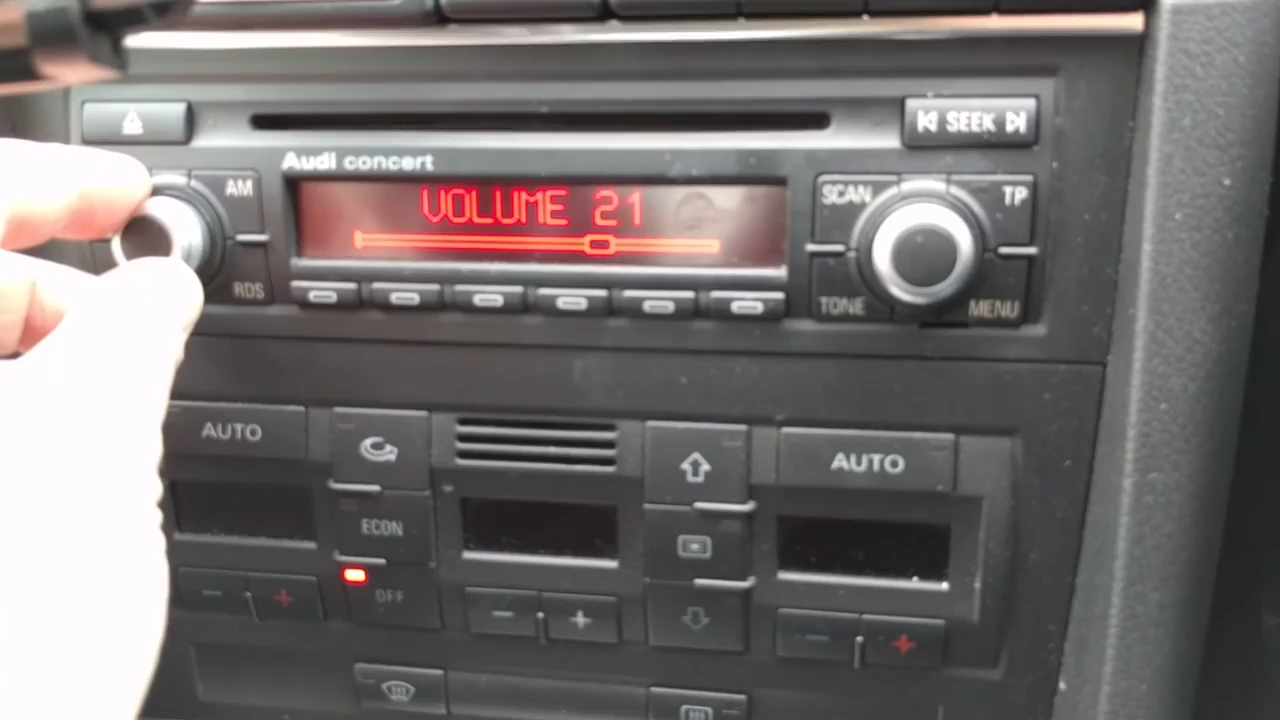 SEEK
Audi concert
AM
VOLUME 21
SCAN
TP
RDS
TONE
MENU
AUTO
AUTO
ECON
OFF